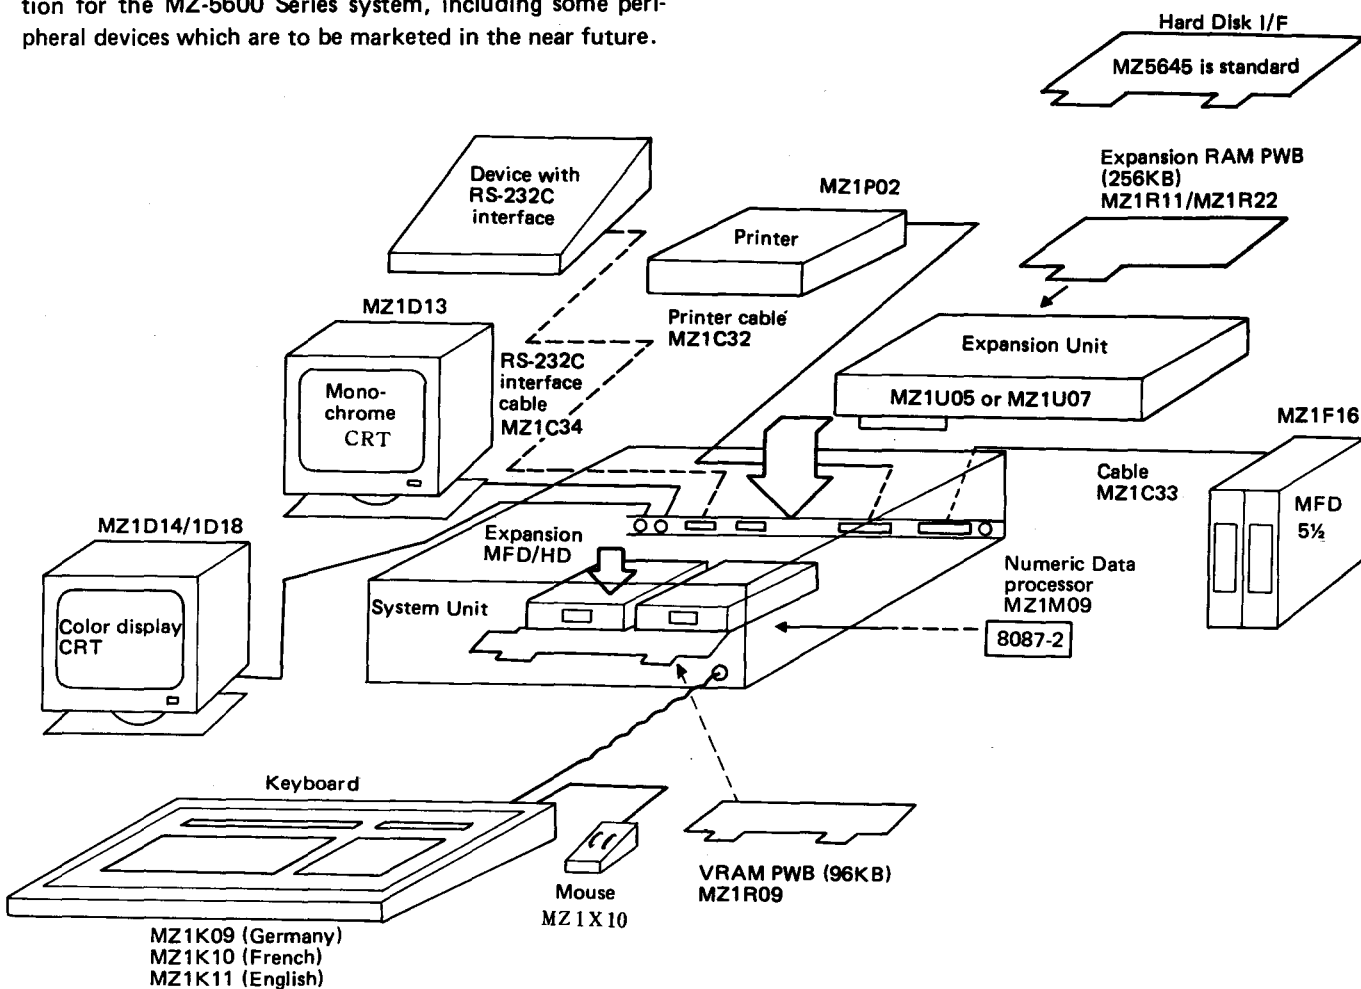 tion for the MZ-5600 Series system, including some peri-
pheral devices which are to be marketed in the near future.
Hard Disk I/F
MZ5645 is standard
Expansion RAM PWB
(256KB)
MZ1R11/MZ1R22
Device with
RS-232C
interface
MZ1P02
Printer
Printer cable
MZ1C32
MZ1D13
Mono-
chrome
CRT
RS-232C
interface
cable
MZ1C34
Expansion Unit
MZ1U05 or MZ1U07
MZ1F16
Cable
MZ1C33
MFD
5½
MZ1D14/1D18
Color display
CRT
Expansion
MFD/HD
System Unit
Numeric Data
processor
MZ1M09
8087-2
Keyboard
Mouse
MZ1X10
VRAM PWB (96KB)
MZ1R09
MZ1K09 (Germany)
MZ1K10 (French)
MZ1K11 (English)